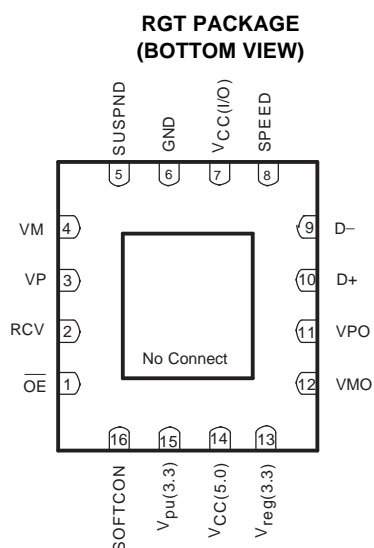 RGT PACKAGE
(BOTTOM VIEW)
SUSPND
GND
VCC(I/O)
SPEED
5
6
7
8
VM
4
9
D−
VP
3
10
D+
RCV
2
11
VPO
No Connect
OE
1
12
VMO
16
15
14
13
SOFTCON
Vpu(3.3)
VCC(5.0)
Vreg(3.3)